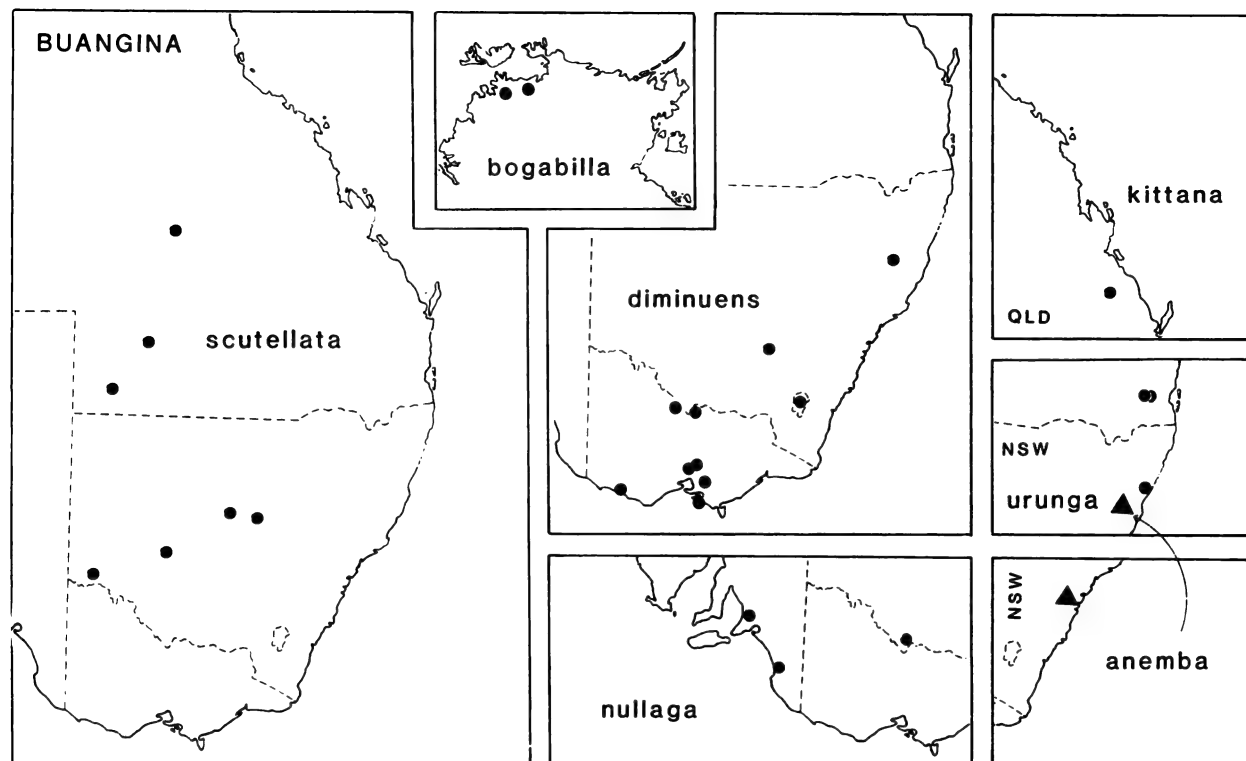 BUANGINA
scutellata
bogabilla
diminuens
nullaga
kittana
QLD
NSW
urunga
NSW
anemba